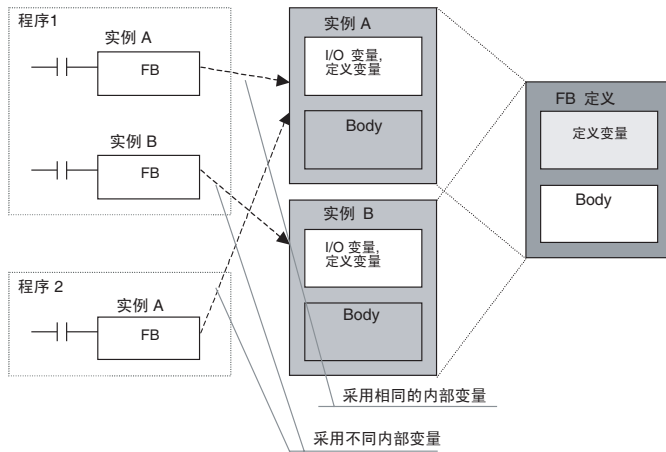 程序1
实例 A
FB
实例 B
FB
程序 2
实例 A
FB
实例 A
I/O 变量,
定义变量
Body
实例 B
I/O 变量,
定义变量
Body
FB 定义
定义变量
Body
采用相同的内部变量
采用不同内部变量